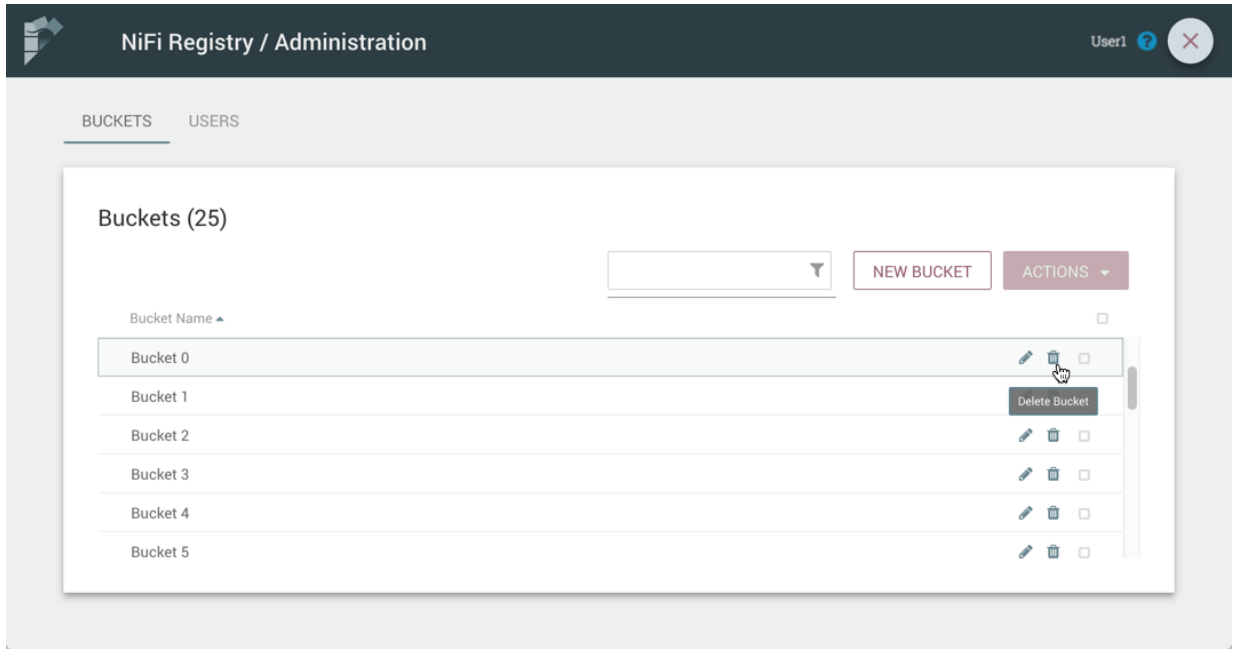 NiFi Registry / Administration
User1 ?
BUCKETS USERS
Buckets (25)
NEW BUCKET ACTIONS
Bucket Name
Bucket 0
Bucket 1
Delete Bucket
Bucket 2
Bucket 3
Bucket 4
Bucket 5